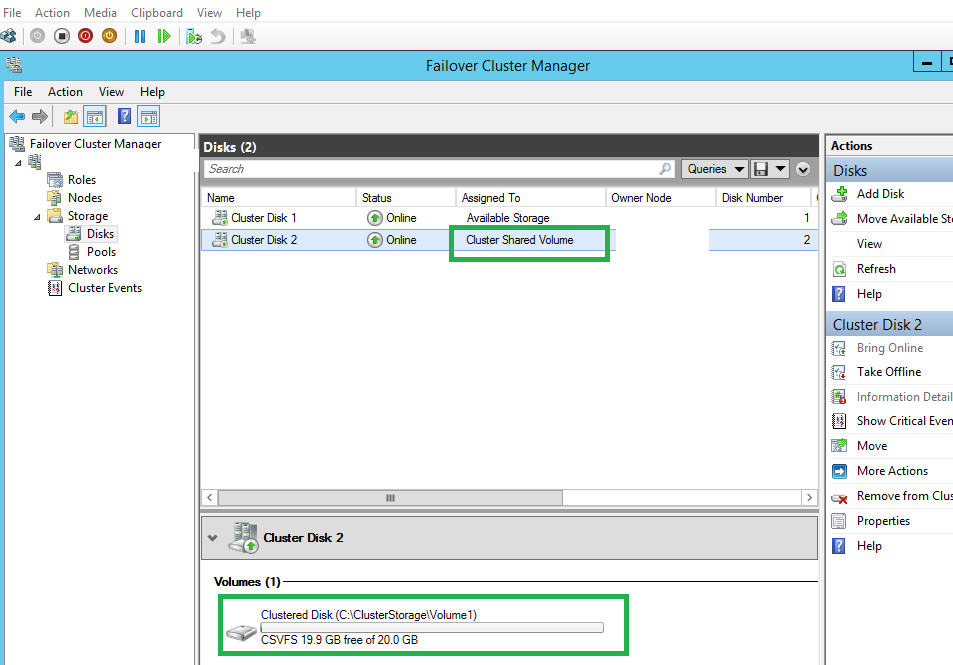 File Action Media Clipboard View Help
Failover Cluster Manager
File Action View Help
Failover Cluster Manager
Roles
Nodes
Storage
Disks
Pools
Networks
Cluster Events
Disks (2)
Search Queries
Name Status Assigned To Owner Node Disk Number
Cluster Disk 1 Online Available Storage 1
Cluster Disk 2 Online Cluster Shared Volume 2
Cluster Disk 2
Volumes (1)
Clustered Disk (C:\ClusterStorage\Volume1)
CSVFS 19.9 GB free of 20.0 GB
Actions
Disks
Add Disk
Move Available Sto
View
Refresh
Help
Cluster Disk 2
Bring Online
Take Offline
Information Detail
Show Critical Even
Move
More Actions
Remove from Clus
Properties
Help